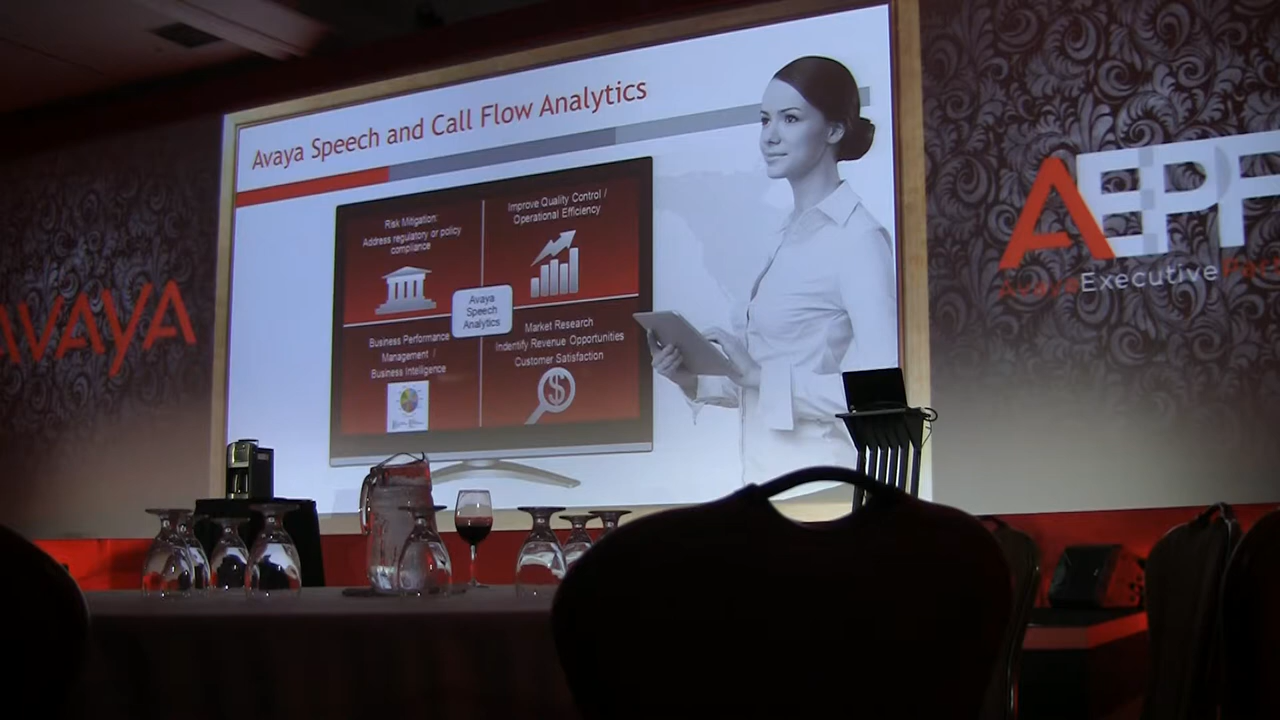 Avaya Speech and Call Flow Analytics
Risk Mitigation:
Address regulatory or policy
compliance
Improve Quality Control /
Operational Efficiency
Avaya
Speech
Analytics
Business Performance
Management /
Business Intelligence
Market Research
Indentify Revenue Opportunities
Customer Satisfaction
$
AVAYA
AEPF
Avaya Executive